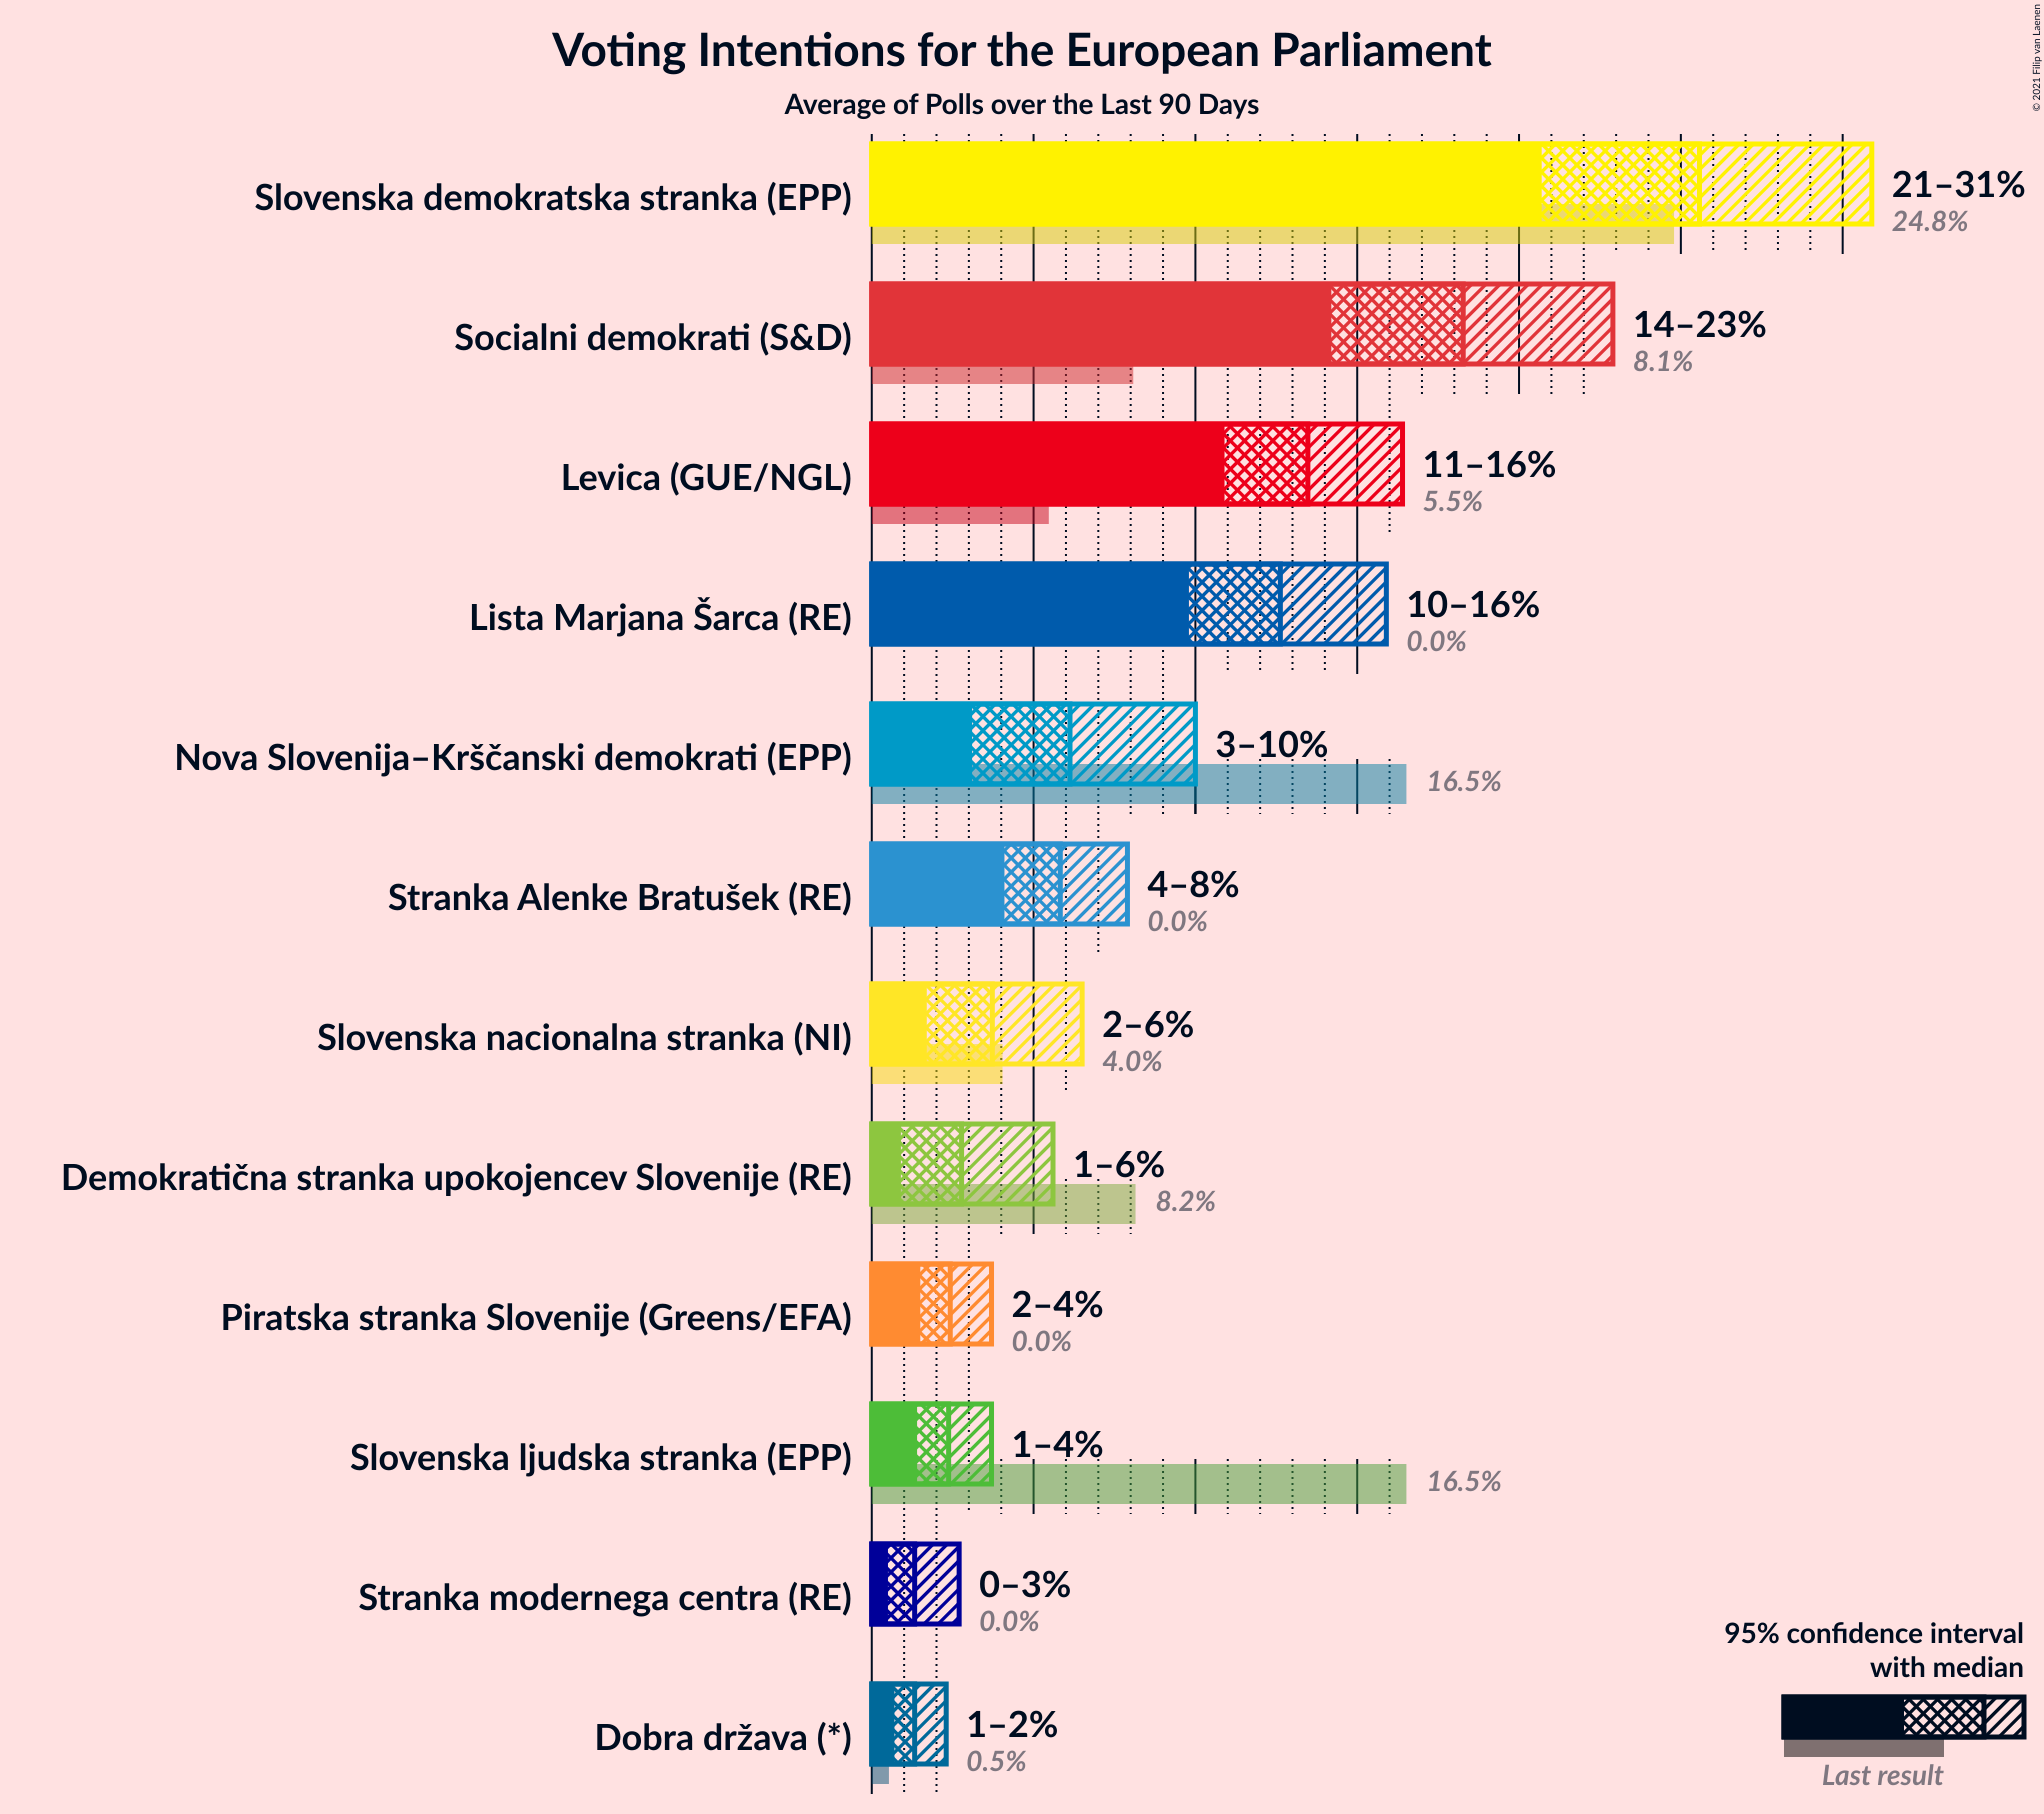 Voting Intentions for the European Parliament
Average of Polls over the Last 90 Days
© 2021 Filip van Laenen
Slovenska demokratska stranka (EPP)
21–31%
24.8%
Socialni demokrati (S&D)
14–23%
8.1%
Levica (GUE/NGL)
11–16%
5.5%
Lista Marjana Šarca (RE)
10–16%
0.0%
Nova Slovenija–Krščanski demokrati (EPP)
3–10%
16.5%
Stranka Alenke Bratušek (RE)
4–8%
0.0%
Slovenska nacionalna stranka (NI)
2–6%
4.0%
Demokratična stranka upokojencev Slovenije (RE)
1–6%
8.2%
Piratska stranka Slovenije (Greens/EFA)
2–4%
0.0%
Slovenska ljudska stranka (EPP)
1–4%
16.5%
Stranka modernega centra (RE)
0–3%
0.0%
Dobra država (*)
1–2%
0.5%
95% confidence interval
with median
Last result